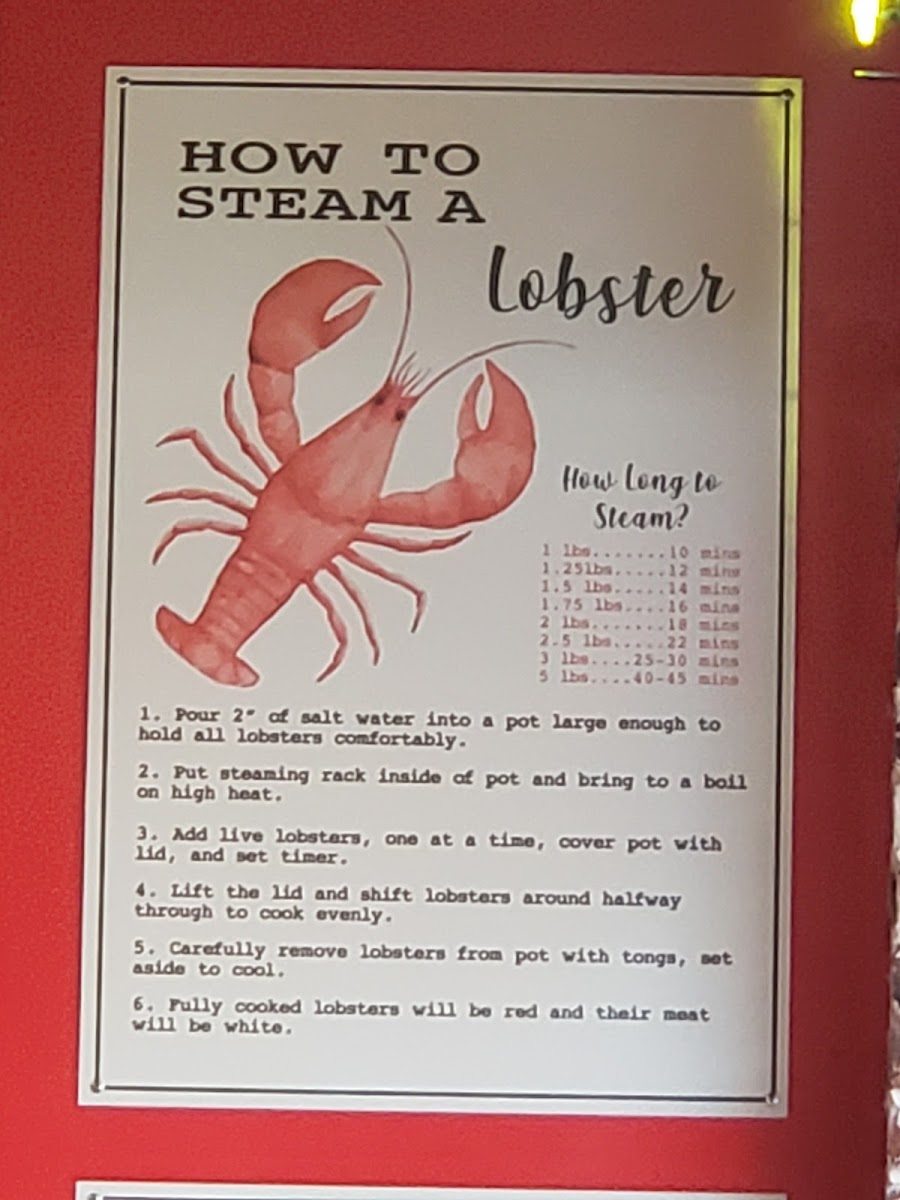 HOW TO
STEAM A
Lobster
How Long to
Steam?
1 lbs.......10 mins
1.25lbs.....12 mins
1.5 lbs.....14 mins
1.75 lbs....16 mins
2 lbs.......18 mins
2.5 lbs.....22 mins
3 lbs....25-30 mins
5 lbs....40-45 mins
1. Pour 2" of salt water into a pot large enough to
hold all lobsters comfortably.
2. Put steaming rack inside of pot and bring to a boil
on high heat.
3. Add live lobsters, one at a time, cover pot with
lid, and set timer.
4. Lift the lid and shift lobsters around halfway
through to cook evenly.
5. Carefully remove lobsters from pot with tongs, set
aside to cool.
6. Fully cooked lobsters will be red and their meat
will be white.